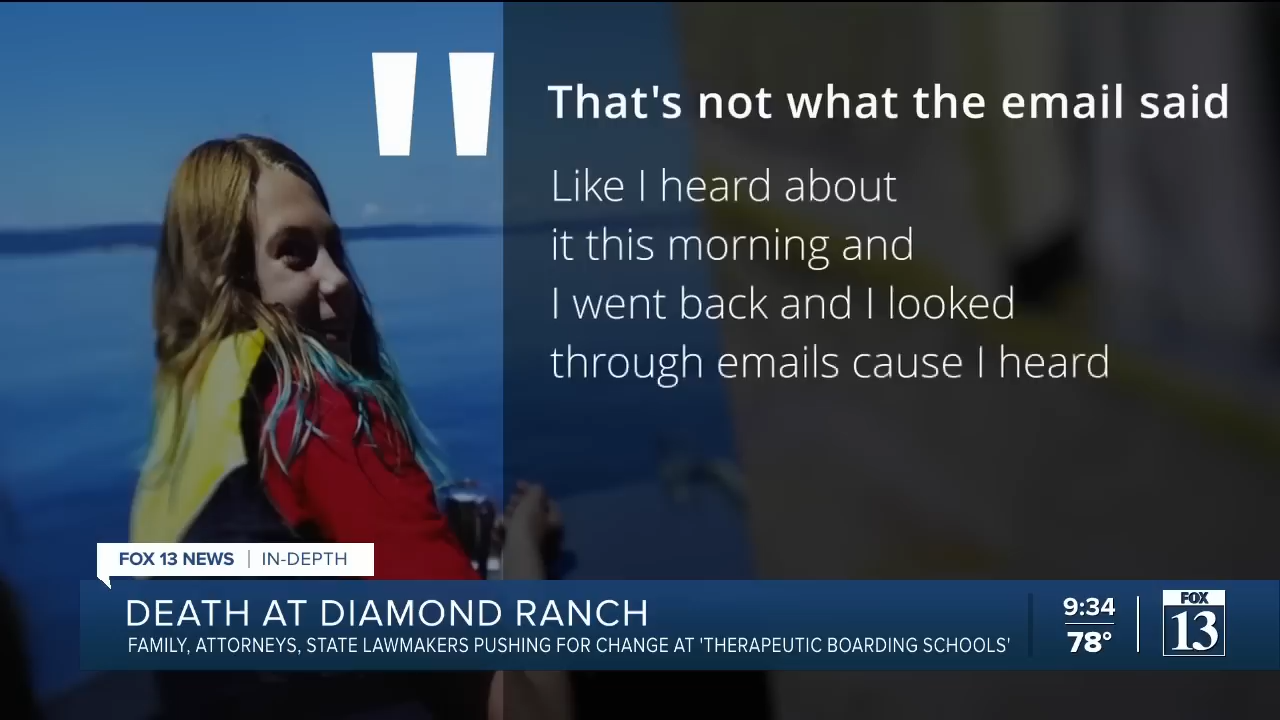 "
That's not what the email said
Like I heard about
it this morning and
I went back and I looked
through emails cause I heard
FOX 13 NEWS | IN-DEPTH
DEATH AT DIAMOND RANCH
FAMILY, ATTORNEYS, STATE LAWMAKERS PUSHING FOR CHANGE AT 'THERAPEUTIC BOARDING SCHOOLS'
9:34
78°
FOX
13